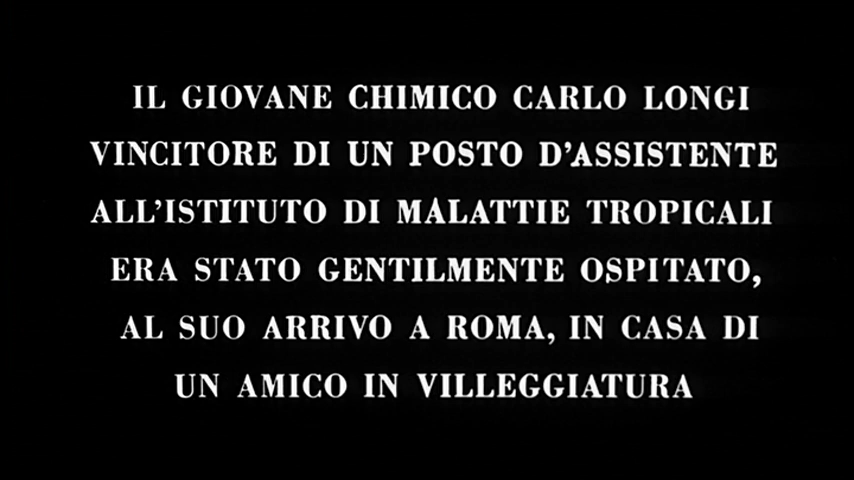 IL GIOVANE CHIMICO CARLO LONGI
VINCITORE DI UN POSTO D'ASSISTENTE
ALL'ISTITUTO DI MALATTIE TROPICALI
ERA STATO GENTILMENTE OSPITATO,
AL SUO ARRIVO A ROMA, IN CASA DI
UN AMICO IN VILLEGGIATURA